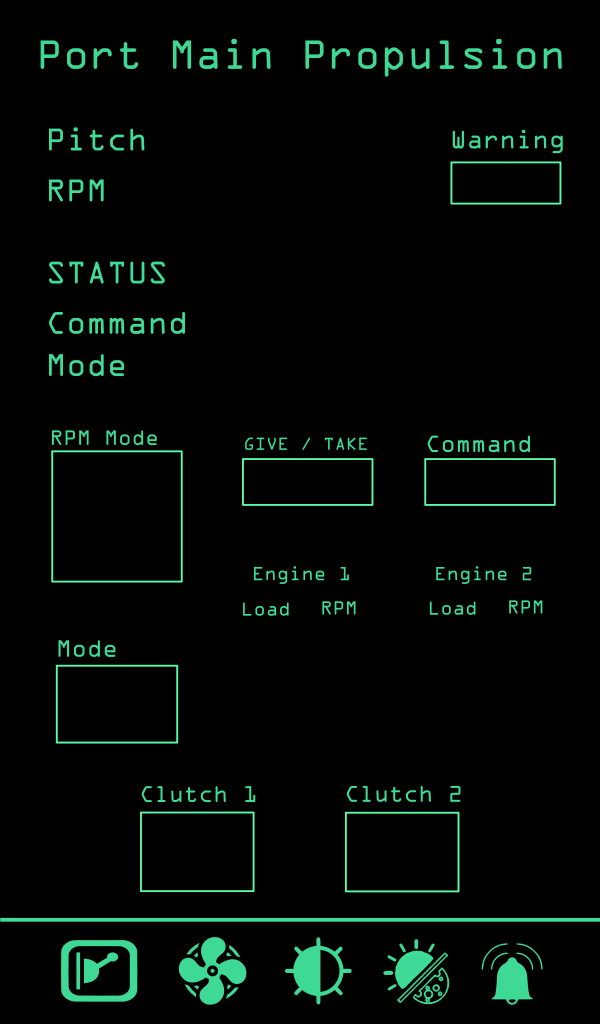 Port Main Propulsion
Pitch
Warning
RPM
STATUS
Command
Mode
RPM Mode
GIVE / TAKE
Command
Engine 1
Engine 2
Load RPM
Load RPM
Mode
Clutch 1
Clutch 2